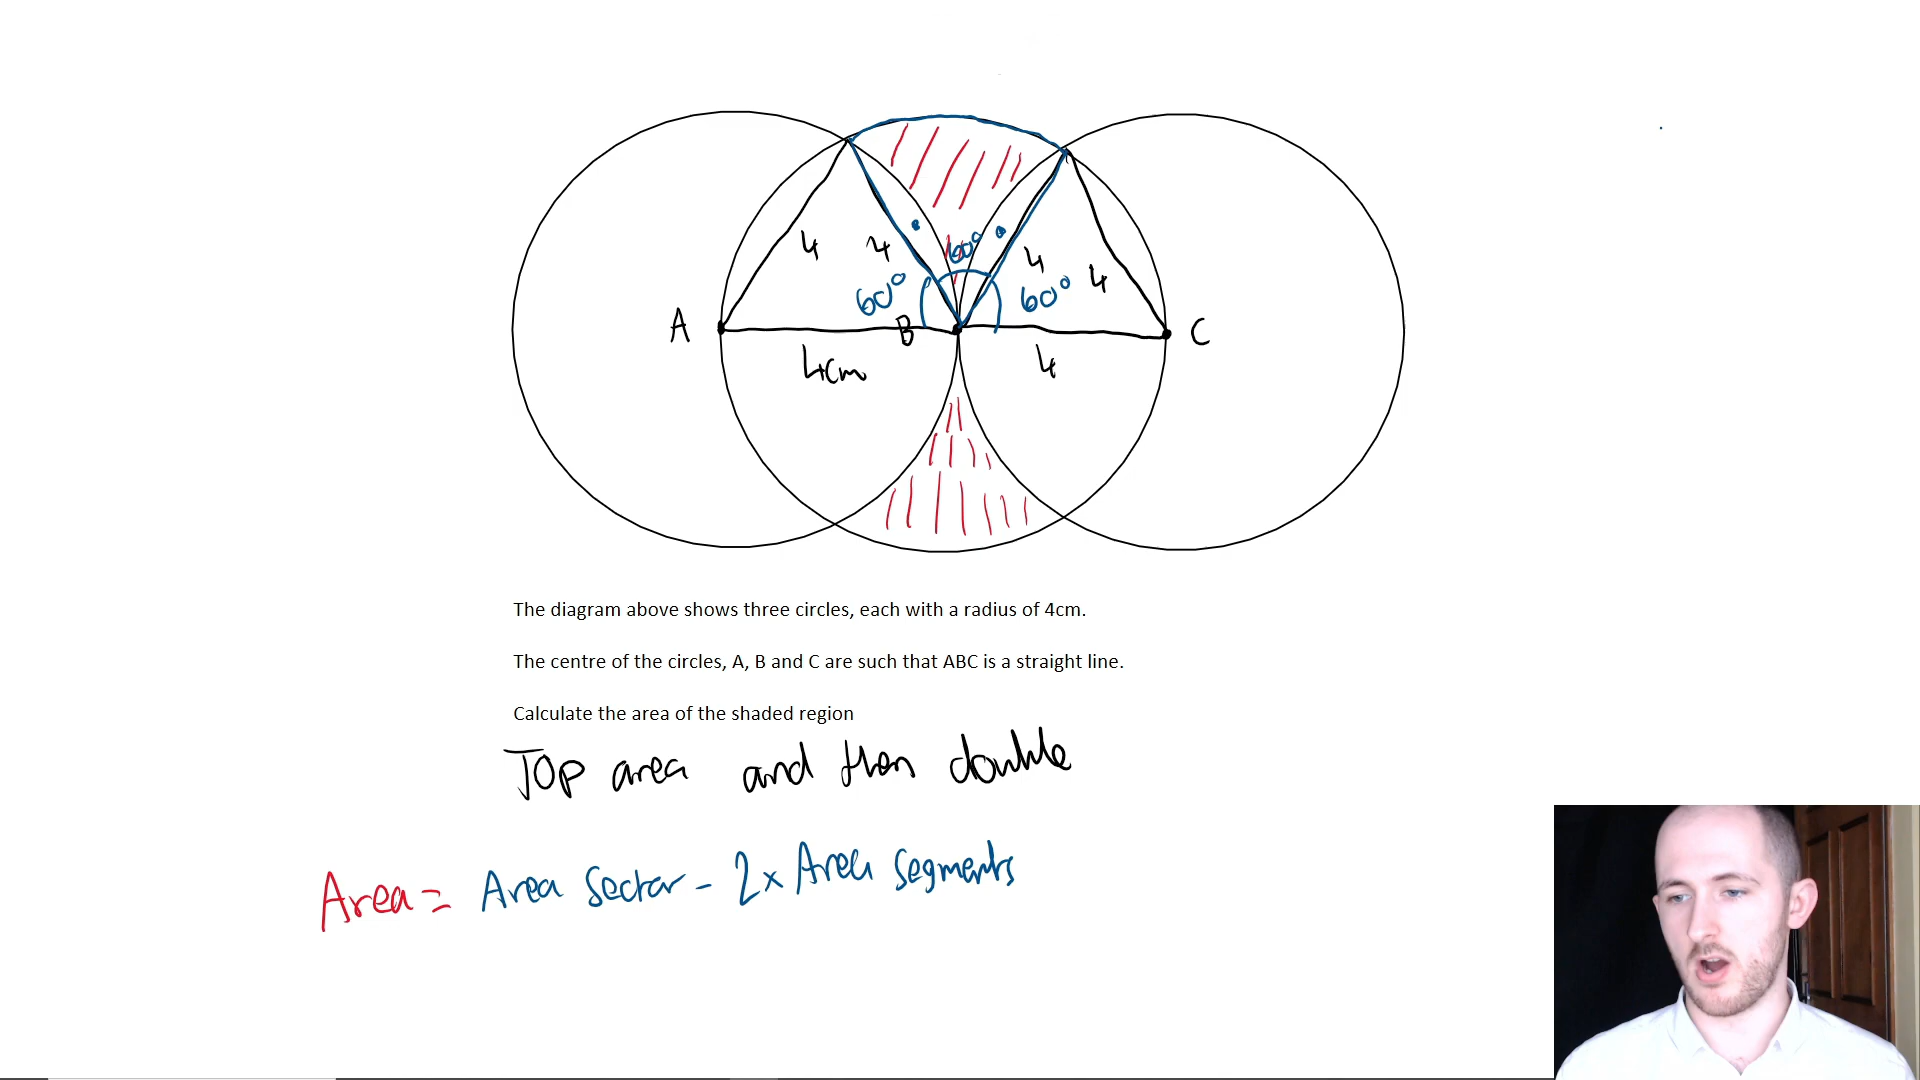 60°
4
4
4
4
60°
60°
A
B
C
4cm
4
The diagram above shows three circles, each with a radius of 4cm.
The centre of the circles, A, B and C are such that ABC is a straight line.
Calculate the area of the shaded region
Top area and then double
Area = Area Sector - 2 x Area Segments